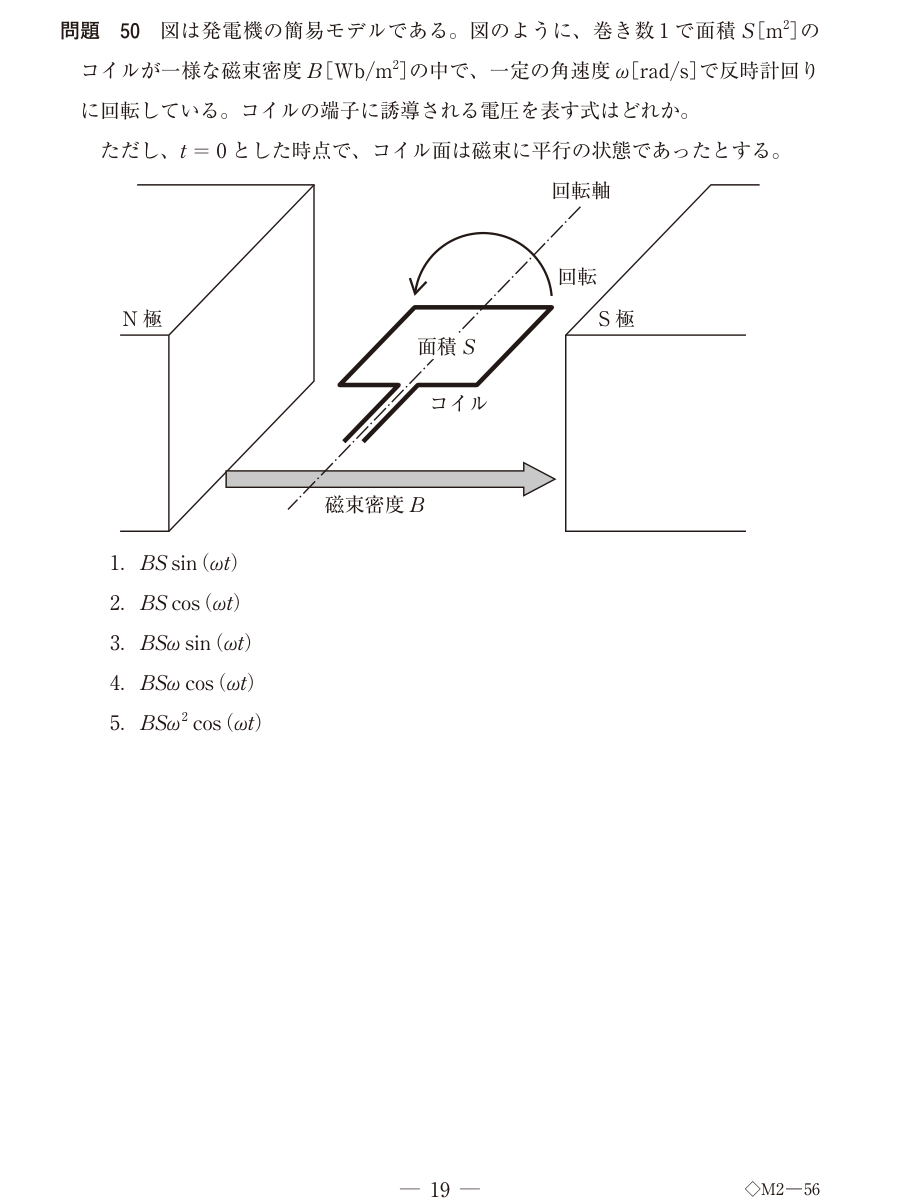 問題 50 図は発電機の簡易モデルである。図のように、巻き数1で面積 S[m²]の
コイルが一様な磁束密度 B[Wb/m²]の中で、一定の角速度 ω[rad/s]で反時計回り
に回転している。コイルの端子に誘導される電圧を表す式はどれか。
ただし、t = 0 とした時点で、コイル面は磁束に平行の状態であったとする。
回転軸
回転
N 極
S 極
面積 S
コイル
磁束密度 B
1. BS sin (ωt)
2. BS cos (ωt)
3. BSω sin (ωt)
4. BSω cos (ωt)
5. BSω² cos (ωt)
— 19 —
◇M2—56